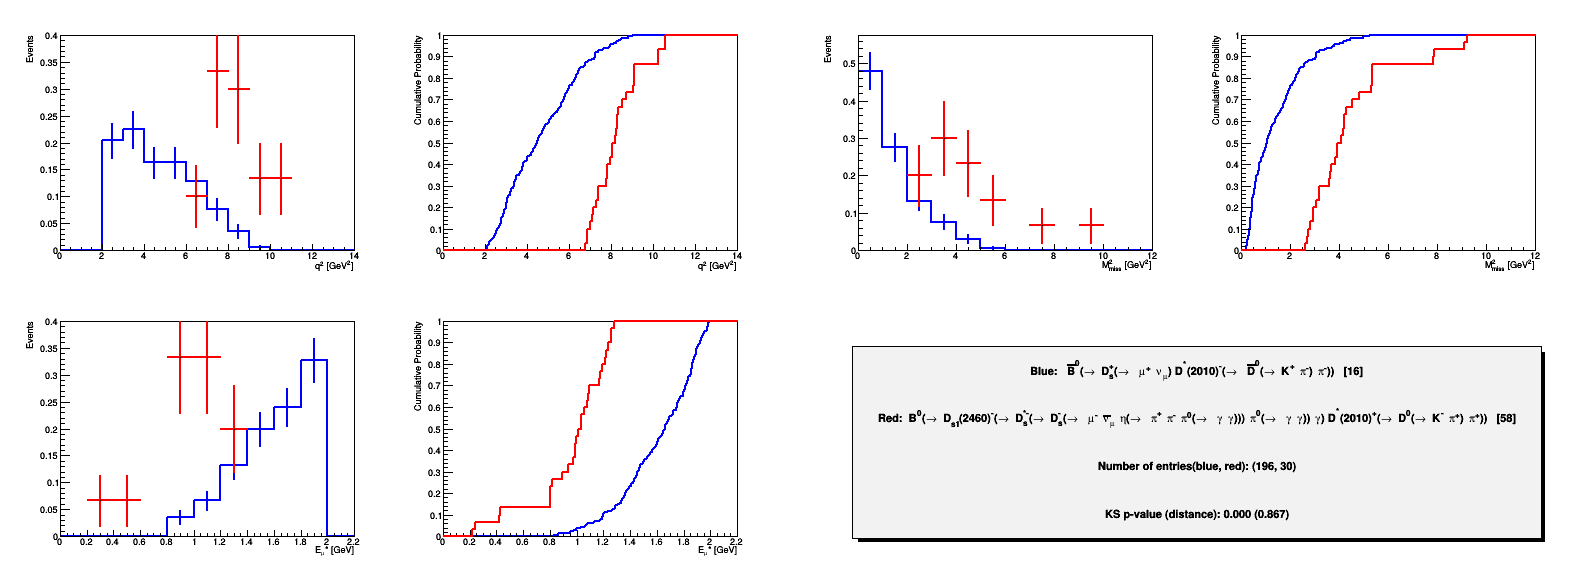 Events
0.4
0.35
0.3
0.25
0.2
0.15
0.1
0.05
0
0 2 4 6 8 10 12 14
q² [GeV²]
Cumulative Probability
1
0.9
0.8
0.7
0.6
0.5
0.4
0.3
0.2
0.1
0
0 2 4 6 8 10 12 14
q² [GeV²]
Events
0.5
0.4
0.3
0.2
0.1
0
0 2 4 6 8 10 12
M²miss [GeV²]
Cumulative Probability
1
0.9
0.8
0.7
0.6
0.5
0.4
0.3
0.2
0.1
0
0 2 4 6 8 10 12
M²miss [GeV²]
Events
0.4
0.35
0.3
0.25
0.2
0.15
0.1
0.05
0
0 0.2 0.4 0.6 0.8 1 1.2 1.4 1.6 1.8 2 2.2
Eμ* [GeV]
Cumulative Probability
1
0.9
0.8
0.7
0.6
0.5
0.4
0.3
0.2
0.1
0
0 0.2 0.4 0.6 0.8 1 1.2 1.4 1.6 1.8 2 2.2
Eμ* [GeV]
Blue: B̅⁰(→ Dₛ⁺(→ μ⁺ νμ) D*(2010)⁻(→ D̅⁰(→ K⁺ π⁻) π⁻)) [16]
Red: B⁰(→ Dₛ₁(2460)⁻(→ Dₛ*⁻(→ Dₛ⁻(→ μ⁻ ν̅μ η(→ π⁺ π⁻ π⁰(→ γ γ))) π⁰(→ γ γ)) γ) D*(2010)⁺(→ D⁰(→ K⁻ π⁺) π⁺)) [58]
Number of entries(blue, red): (196, 30)
KS p-value (distance): 0.000 (0.867)